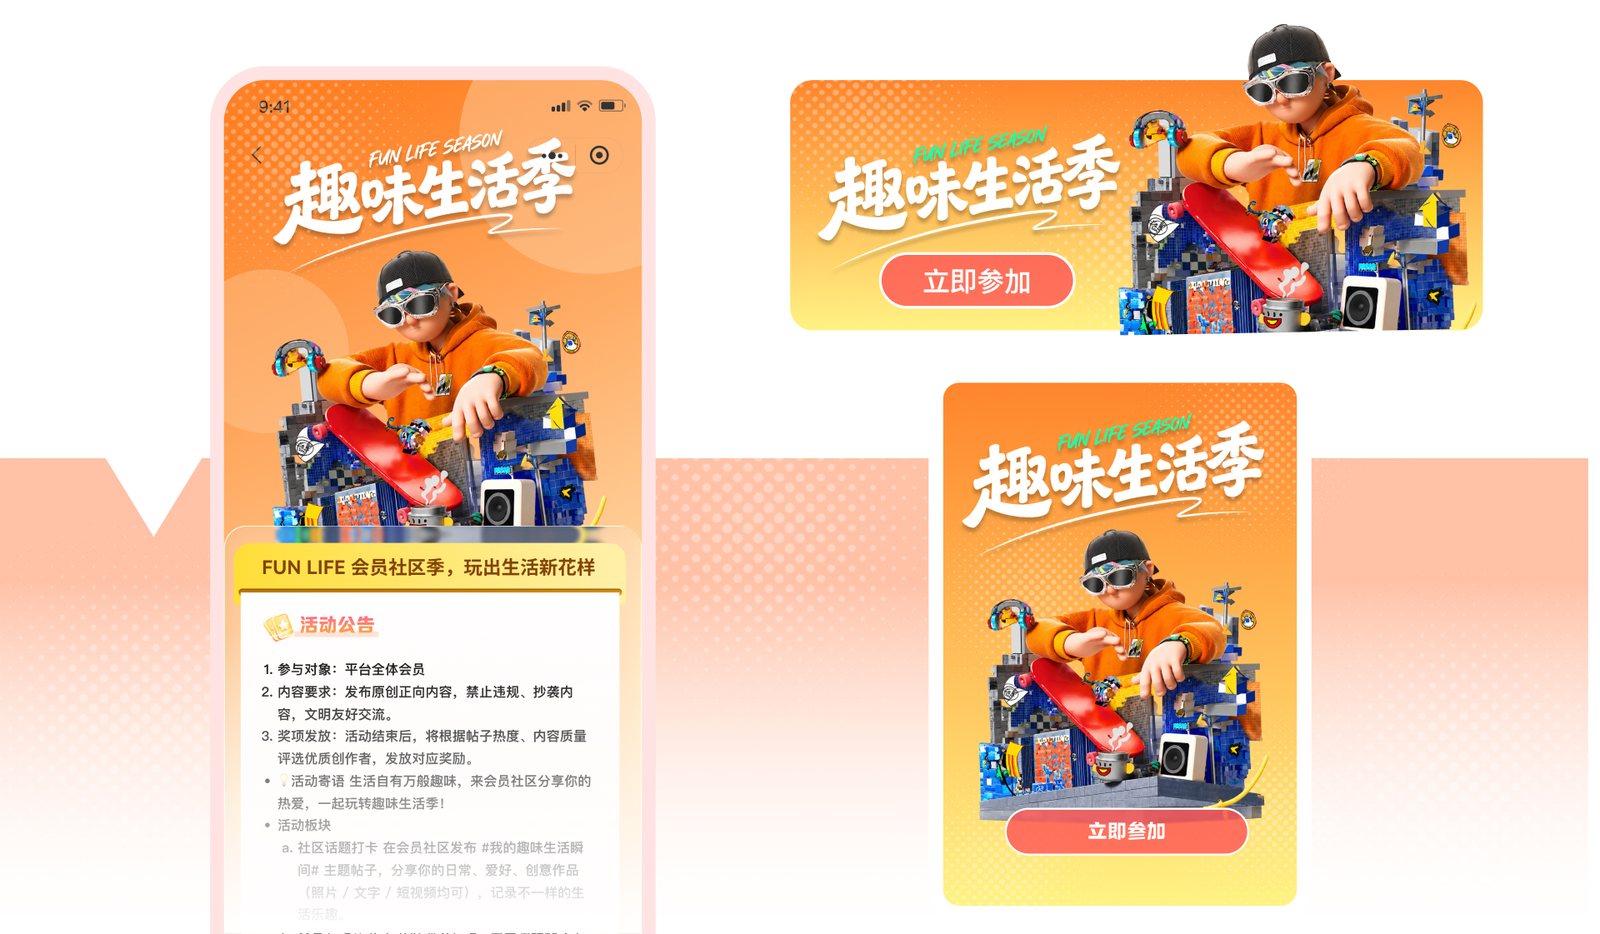 9:41
FUN LIFE SEASON
趣味生活季
FUN LIFE 会员社区季，玩出生活新花样
活动公告
1. 参与对象：平台全体会员
2. 内容要求：发布原创正向内容，禁止违规、抄袭内
容，文明友好交流。
3. 奖项发放：活动结束后，将根据帖子热度、内容质量
评选优质创作者，发放对应奖励。
• 💡活动寄语 生活自有万般趣味，来会员社区分享你的
热爱，一起玩转趣味生活季！
• 活动板块
a. 社区话题打卡 在会员社区发布 #我的趣味生活瞬
间# 主题帖子，分享你的日常、爱好、创意作品
（照片 / 文字 / 短视频均可），记录不一样的生
活乐趣。
FUN LIFE SEASON
趣味生活季
立即参加
FUN LIFE SEASON
趣味生活季
立即参加